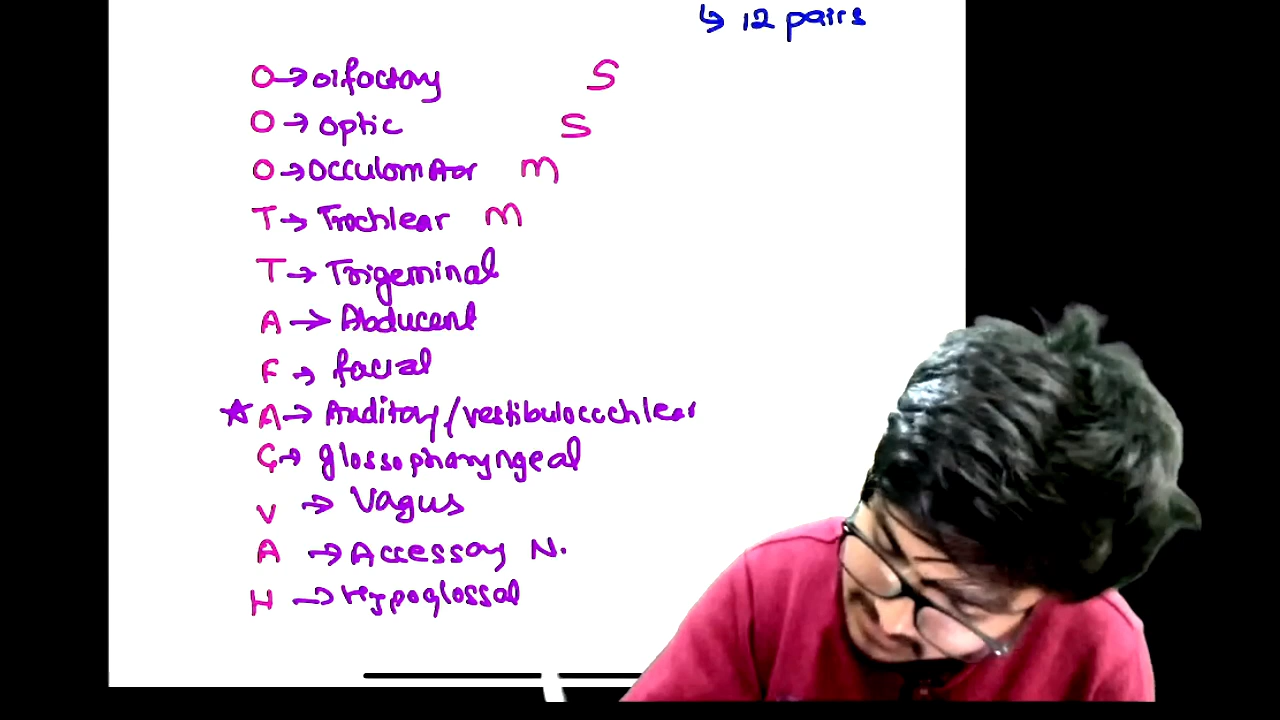 ↳ 12 pairs
O → Olfactory S
O → Optic S
O → Occulomotor M
T → Trochlear M
T → Trigeminal
A → Abducent
F → facial
☆ A → Auditory/vestibulocochlear
G → glossopharyngeal
V → Vagus
A → Accessory N.
H → Hypoglossal